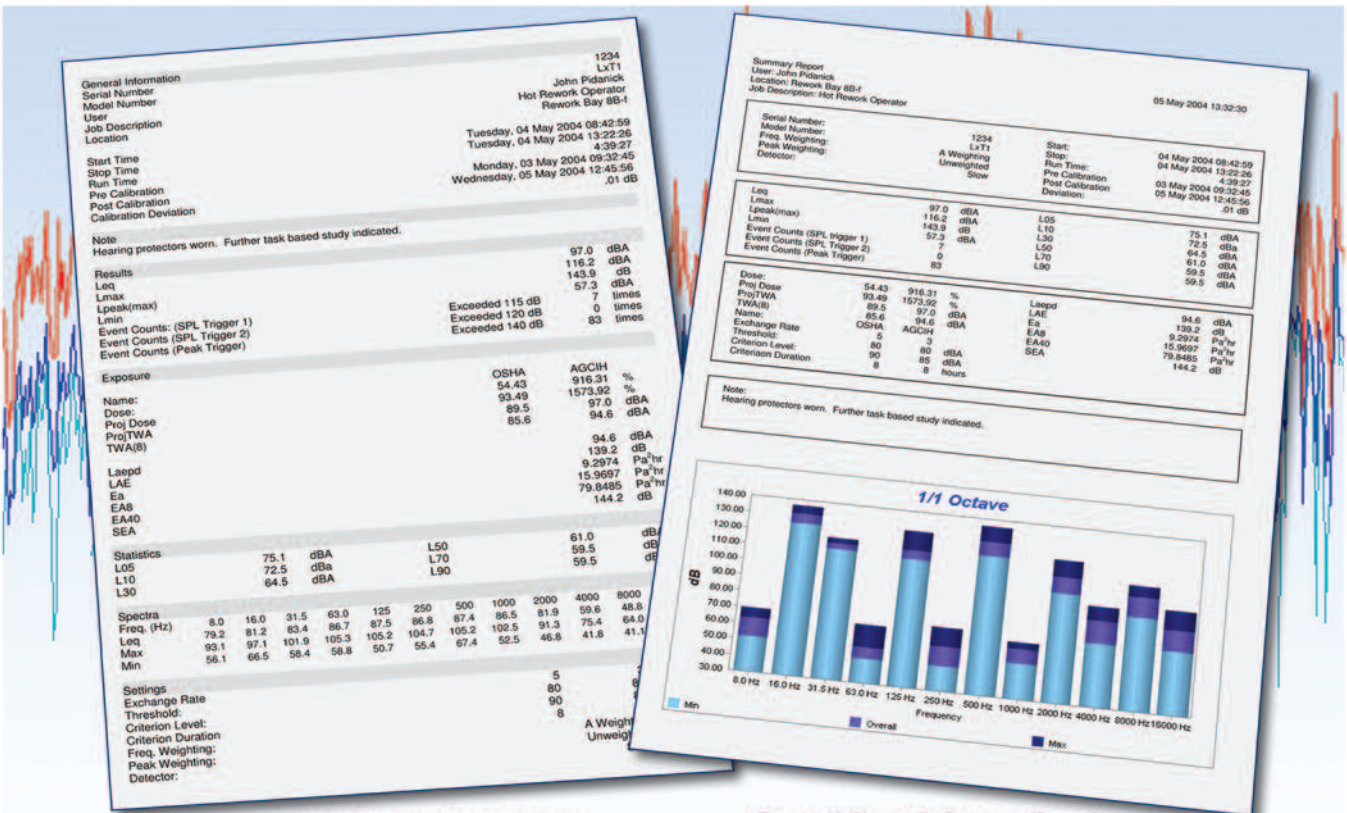 General Information
Serial Number 1234
Model Number LxT1
User John Pidanick
Job Description Hot Rework Operator
Location Rework Bay 8B-f
Start Time Tuesday, 04 May 2004 08:42:59
Stop Time Tuesday, 04 May 2004 13:22:26
Run Time 4:39:27
Pre Calibration Monday, 03 May 2004 09:32:45
Post Calibration Wednesday, 05 May 2004 12:45:56
Calibration Deviation .01 dB
Note
Hearing protectors worn. Further task based study indicated.
Results
Leq 97.0 dBA
Lmax 116.2 dBA
Lpeak(max) 143.9 dB
Lmin 57.3 dBA
Event Counts: (SPL Trigger 1) Exceeded 115 dB 7 times
Event Counts (SPL Trigger 2) Exceeded 120 dB 0 times
Event Counts (Peak Trigger) Exceeded 140 dB 83 times
Exposure
Name: OSHA AGCIH
Dose: 54.43 916.31 %
Proj Dose 93.49 1573,92 %
ProjTWA 89.5 97.0 dBA
TWA(8) 85.6 94.6 dBA
Laepd 94.6 dBA
LAE 139.2 dB
Ea 9.2974 Pa²hr
EA8 15.9697 Pa²hr
EA40 79.8485 Pa²hr
SEA 144.2 dB
Statistics
L05 75.1 dBA L50 61.0 dBA
L10 72.5 dBa L70 59.5 dB
L30 64.5 dBA L90 59.5 dB
Spectra
Freq. (Hz) 8.0 16.0 31.5 63.0 125 250 500 1000 2000 4000 8000
Leq 79.2 81.2 83.4 86.7 87.5 86.8 87.4 86.5 81.9 59.6 48.8
Max 93.1 97.1 101.9 105.3 105.2 104.7 105.2 102.5 91.3 75.4 64.0
Min 56.1 66.5 58.4 58.8 50.7 55.4 67.4 52.5 46.8 41.8 41.1
Settings
Exchange Rate 5
Threshold: 80
Criterion Level: 90
Criterion Duration 8
Freq. Weighting: A Weight
Peak Weighting: Unweig
Detector:
Summary Report
User: John Pidanick
Location: Rework Bay 8B-f
Job Description: Hot Rework Operator
05 May 2004 13:32:30
Serial Number: 1234 Start: 04 May 2004 08:42:59
Model Number: LxT1 Stop: 04 May 2004 13:22:26
Freq. Weighting: A Weighting Run Time: 4:39:27
Peak Weighting: Unweighted Pre Calibration 03 May 2004 09:32:45
Detector: Slow Post Calibration 05 May 2004 12:45:56
Deviation: .01 dB
Leq 97.0 dBA L05 75.1 dBA
Lmax 116.2 dBA L10 72.5 dBA
Lpeak(max) 143.9 dB L30 64.5 dBA
Lmin 57.3 dBA L50 61.0 dBA
Event Counts (SPL trigger 1) 7 L70 59.5 dBA
Event Counts (SPL Trigger 2) 0 L90 59.5 dBA
Event Counts (Peak Trigger) 83
Dose: 54.43 916.31 % Laepd 94.6 dBA
Proj Dose 93.49 1573,92 % LAE 139.2 dB
ProjTWA 89.5 97.0 dBA Ea 9.2974 Pa²hr
TWA(8) 85.6 94.6 dBA EA8 15.9697 Pa²hr
Name: OSHA AGCIH EA40 79.8485 Pa²hr
Exchange Rate 5 3 SEA 144.2 dB
Threshold: 80 80 dBA
Criterion Level: 90 85 dBA
Criteriaon Duration 8 8 hours
Note:
Hearing protectors worn. Further task based study indicated.
1/1 Octave
140.00
130.00
120.00
110.00
100.00
90.00
80.00
70.00
60.00
50.00
40.00
30.00
dB
8.0 Hz 16.0 Hz 31.5 Hz 63.0 Hz 125 Hz 250 Hz 500 Hz 1000 Hz 2000 Hz 4000 Hz 8000 Hz 16000 Hz
Frequency
Min Overall Max